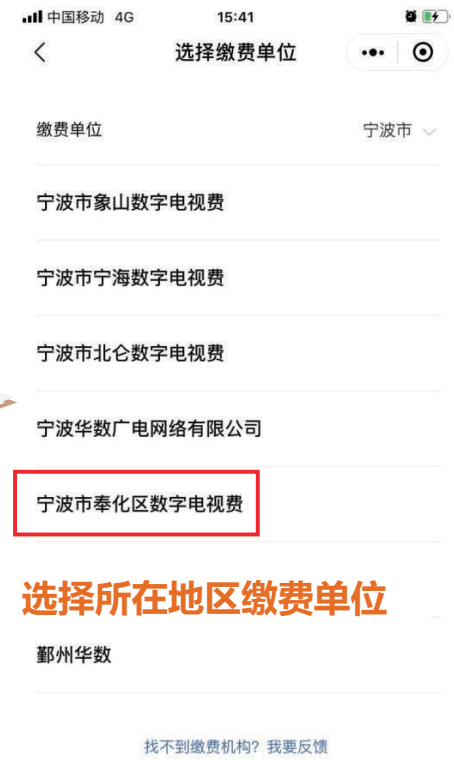 中国移动 4G 15:41
选择缴费单位
缴费单位 宁波市
宁波市象山数字电视费
宁波市宁海数字电视费
宁波市北仑数字电视费
宁波华数广电网络有限公司
宁波市奉化区数字电视费
选择所在地区缴费单位
鄞州华数
找不到缴费机构？我要反馈